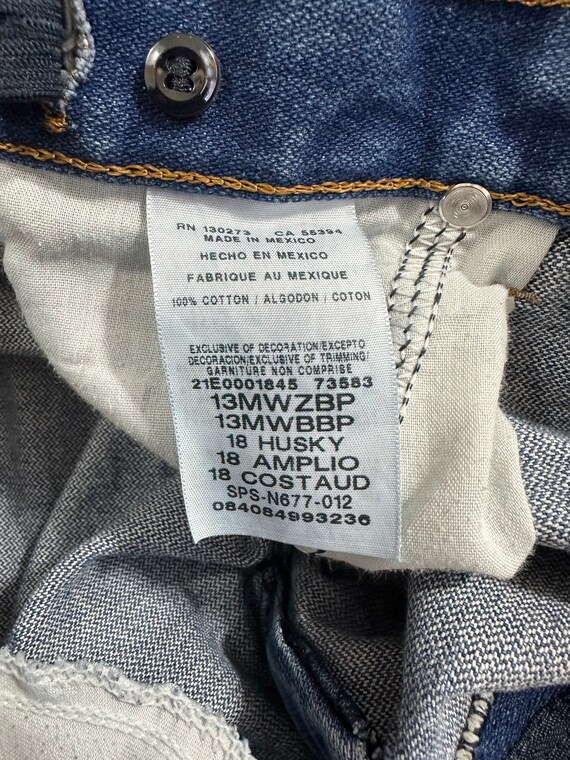 RN 130273 CA 55394
MADE IN MEXICO
HECHO EN MEXICO
FABRIQUE AU MEXIQUE
100% COTTON / ALGODON / COTON
EXCLUSIVE OF DECORATION/EXCEPTO
DECORACION/EXCLUSIVE OF TRIMMING/
GARNITURE NON COMPRISE
21E0001845 73583
13MWZBP
13MWBBP
18 HUSKY
18 AMPLIO
18 COSTAUD
SPS-N677-012
084084993236